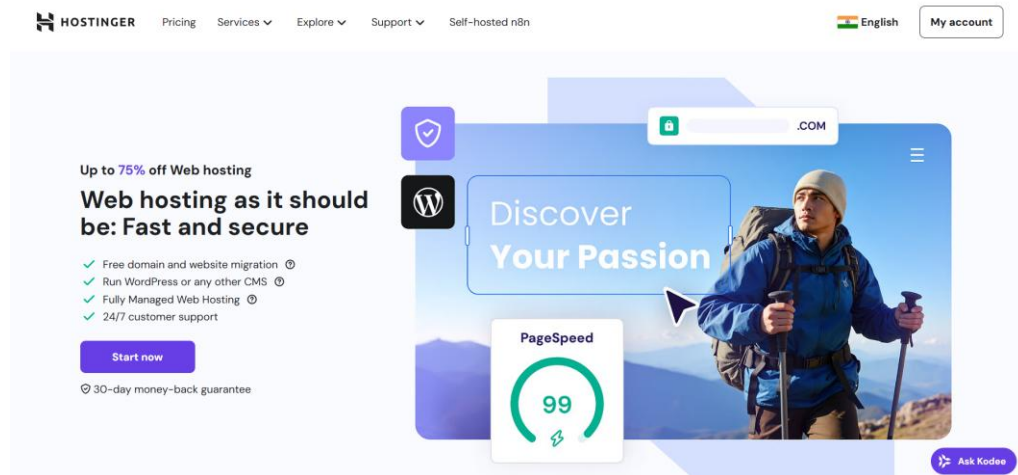 HOSTINGER Pricing Services Explore Support Self-hosted n8n English My account
Up to 75% off Web hosting
Web hosting as it should
be: Fast and secure
Free domain and website migration
Run WordPress or any other CMS
Fully Managed Web Hosting
24/7 customer support
Start now
30-day money-back guarantee
.COM
Discover
Your Passion
PageSpeed
99
Ask Kodee